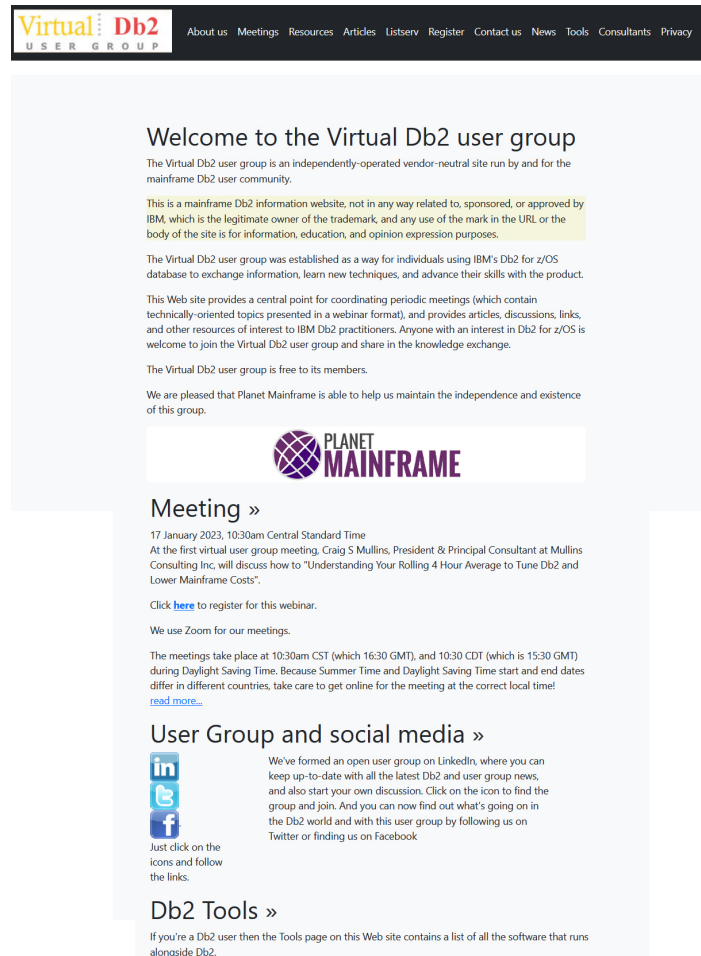 Virtual Db2
USER GROUP
About us Meetings Resources Articles Listserv Register Contact us News Tools Consultants Privacy
Welcome to the Virtual Db2 user group
The Virtual Db2 user group is an independently-operated vendor-neutral site run by and for the
mainframe Db2 user community.
This is a mainframe Db2 information website, not in any way related to, sponsored, or approved by
IBM, which is the legitimate owner of the trademark, and any use of the mark in the URL or the
body of the site is for information, education, and opinion expression purposes.
The Virtual Db2 user group was established as a way for individuals using IBM's Db2 for z/OS
database to exchange information, learn new techniques, and advance their skills with the product.
This Web site provides a central point for coordinating periodic meetings (which contain
technically-oriented topics presented in a webinar format), and provides articles, discussions, links,
and other resources of interest to IBM Db2 practitioners. Anyone with an interest in Db2 for z/OS is
welcome to join the Virtual Db2 user group and share in the knowledge exchange.
The Virtual Db2 user group is free to its members.
We are pleased that Planet Mainframe is able to help us maintain the independence and existence
of this group.
PLANET
MAINFRAME
Meeting »
17 January 2023, 10:30am Central Standard Time
At the first virtual user group meeting, Craig S Mullins, President & Principal Consultant at Mullins
Consulting Inc, will discuss how to "Understanding Your Rolling 4 Hour Average to Tune Db2 and
Lower Mainframe Costs".
Click here to register for this webinar.
We use Zoom for our meetings.
The meetings take place at 10:30am CST (which 16:30 GMT), and 10:30 CDT (which is 15:30 GMT)
during Daylight Saving Time. Because Summer Time and Daylight Saving Time start and end dates
differ in different countries, take care to get online for the meeting at the correct local time!
read more...
User Group and social media »
in
Just click on the
icons and follow
the links.
We've formed an open user group on LinkedIn, where you can
keep up-to-date with all the latest Db2 and user group news,
and also start your own discussion. Click on the icon to find the
group and join. And you can now find out what's going on in
the Db2 world and with this user group by following us on
Twitter or finding us on Facebook
Db2 Tools »
If you're a Db2 user then the Tools page on this Web site contains a list of all the software that runs
alongside Db2.